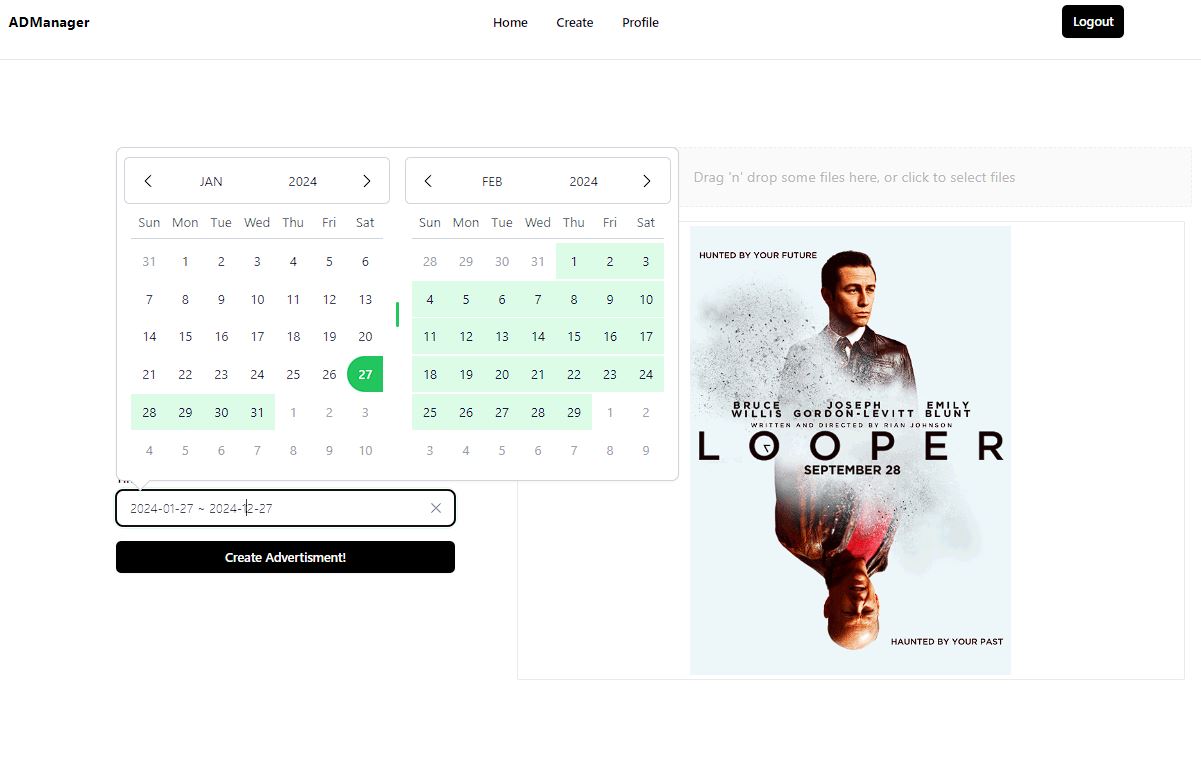 ADManager Home Create Profile Logout
JAN 2024 FEB 2024
Sun Mon Tue Wed Thu Fri Sat Sun Mon Tue Wed Thu Fri Sat
31 1 2 3 4 5 6 28 29 30 31 1 2 3
7 8 9 10 11 12 13 4 5 6 7 8 9 10
14 15 16 17 18 19 20 11 12 13 14 15 16 17
21 22 23 24 25 26 27 18 19 20 21 22 23 24
28 29 30 31 1 2 3 25 26 27 28 29 1 2
4 5 6 7 8 9 10 3 4 5 6 7 8 9
2024-01-27 ~ 2024-12-27
Create Advertisment!
Drag 'n' drop some files here, or click to select files
HUNTED BY YOUR FUTURE
BRUCE JOSEPH EMILY
WILLIS GORDON-LEVITT BLUNT
WRITTEN AND DIRECTED BY RIAN JOHNSON
LOOPER
SEPTEMBER 28
HAUNTED BY YOUR PAST